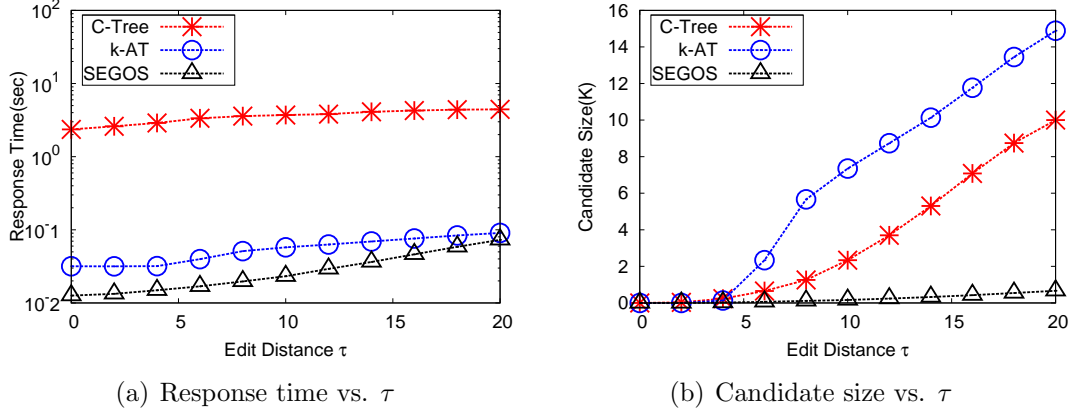 C-Tree
k-AT
SEGOS
10^2
10^1
10^0
10^-1
10^-2
Response Time(sec)
0 5 10 15 20
Edit Distance τ
(a) Response time vs. τ
C-Tree
k-AT
SEGOS
16
14
12
10
8
6
4
2
0
Candidate Size(K)
0 5 10 15 20
Edit Distance τ
(b) Candidate size vs. τ